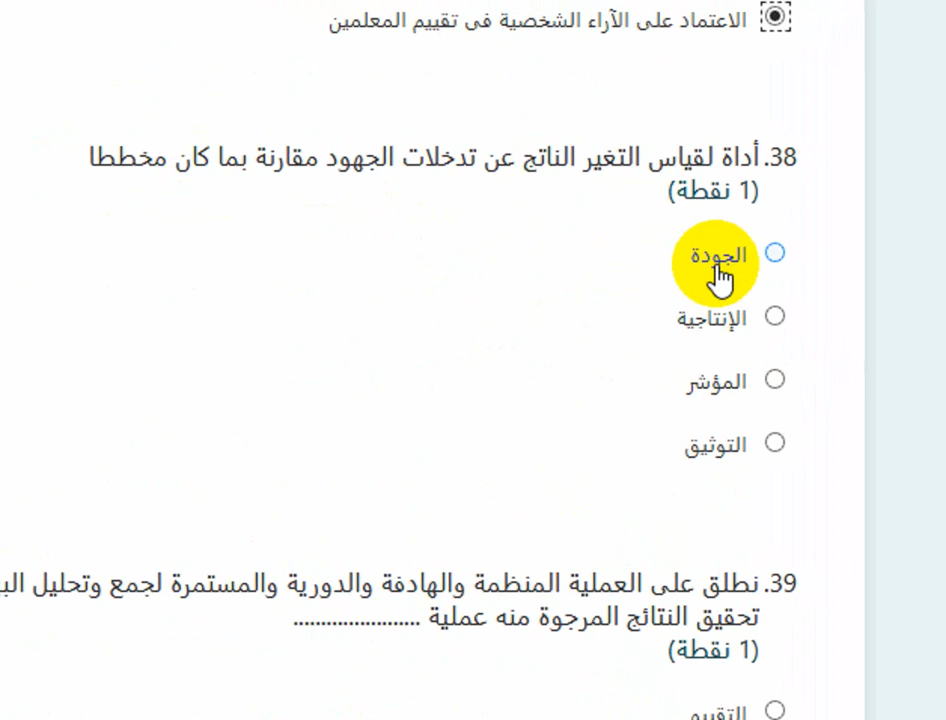 الاعتماد على الآراء الشخصية فى تقييم المعلمين
38. أداة لقياس التغير الناتج عن تدخلات الجهود مقارنة بما كان مخططا
(1 نقطة)
الجودة
الإنتاجية
المؤشر
التوثيق
39. نطلق على العملية المنظمة والهادفة والدورية والمستمرة لجمع وتحليل
تحقيق النتائج المرجوة منه عملية .......................
(1 نقطة)
التقييم